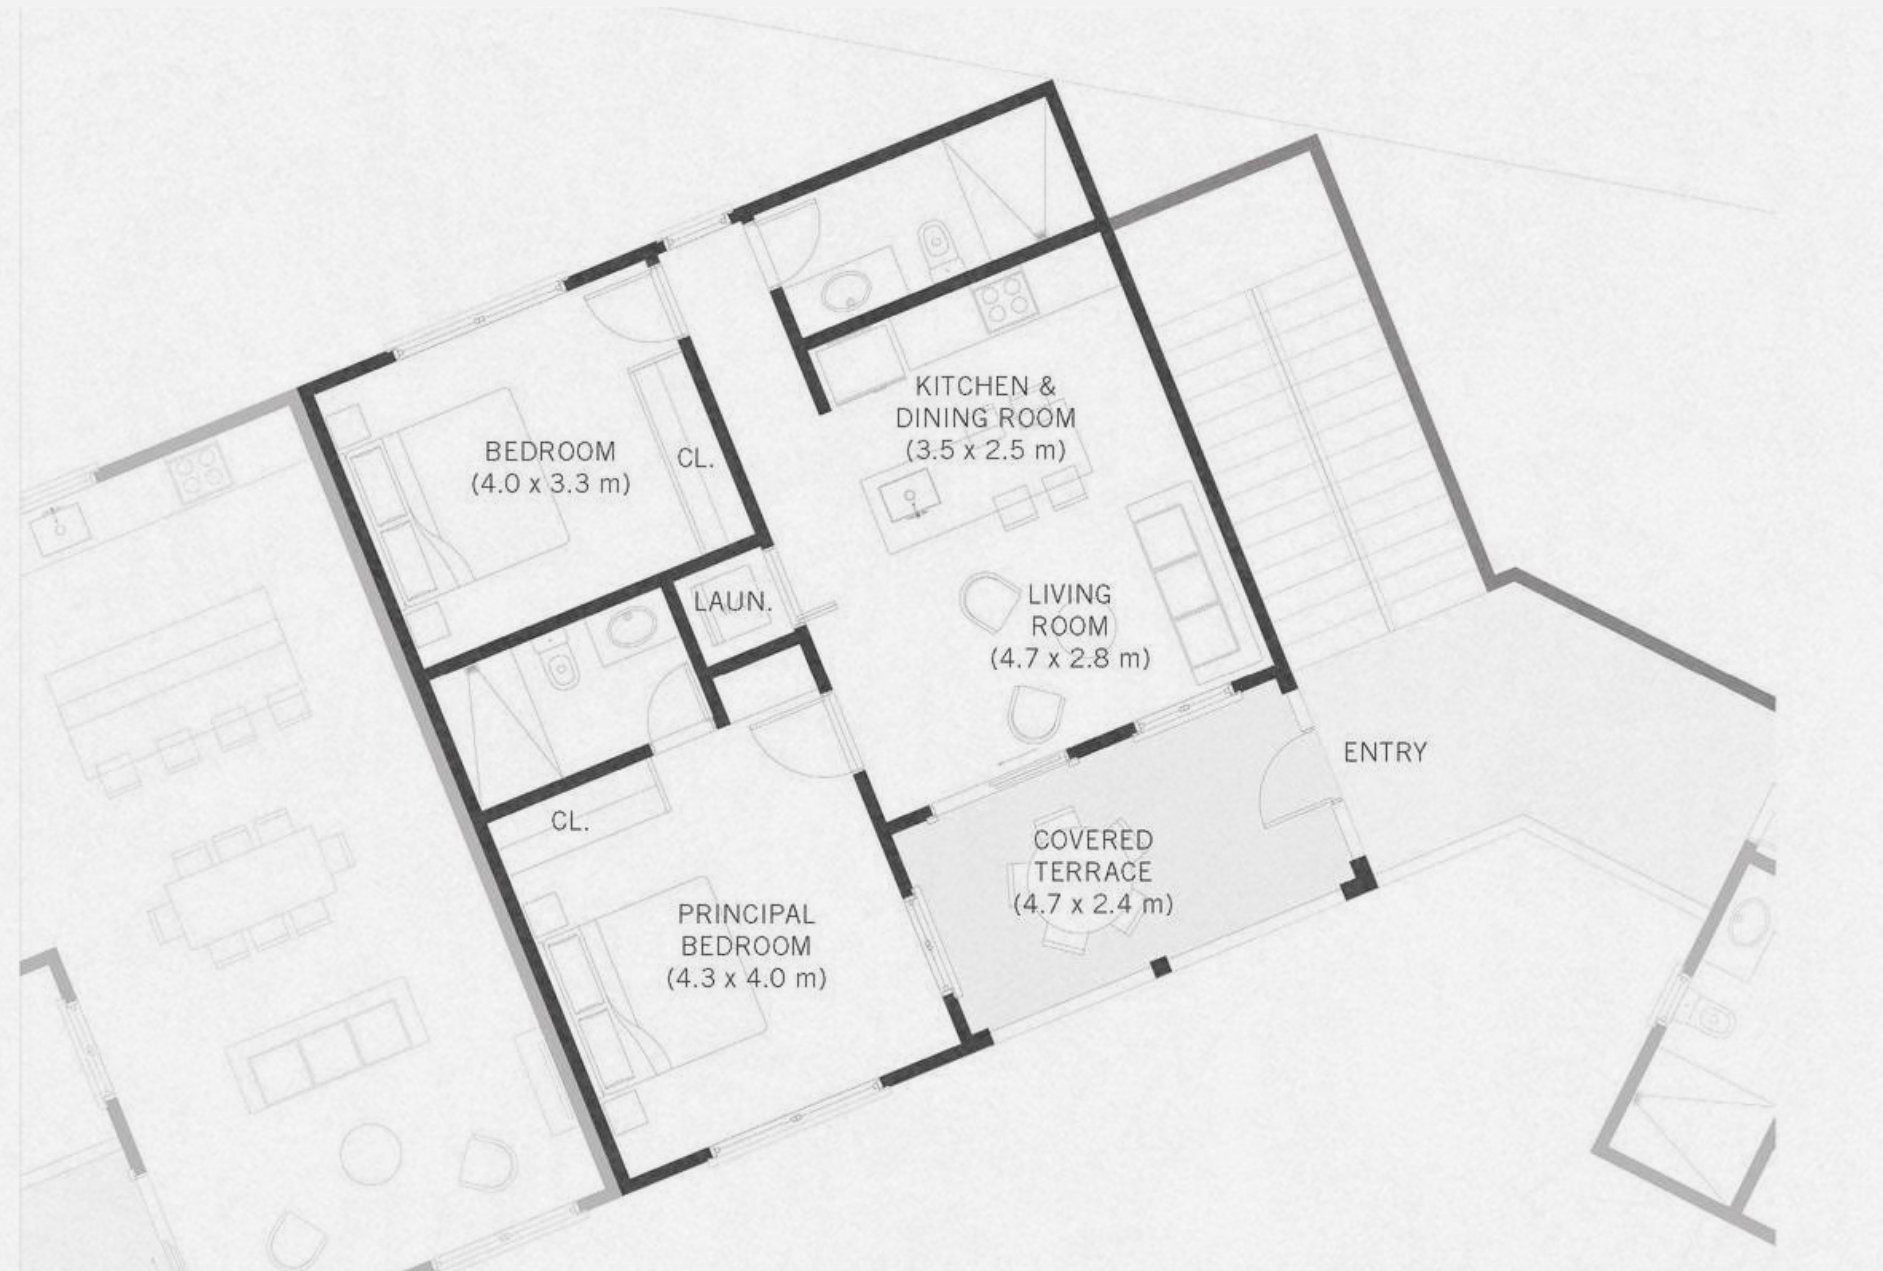 KITCHEN &
DINING ROOM
(3.5 x 2.5 m)
BEDROOM
(4.0 x 3.3 m)
CL.
LAUN.
LIVING
ROOM
(4.7 x 2.8 m)
ENTRY
CL.
COVERED
TERRACE
(4.7 x 2.4 m)
PRINCIPAL
BEDROOM
(4.3 x 4.0 m)